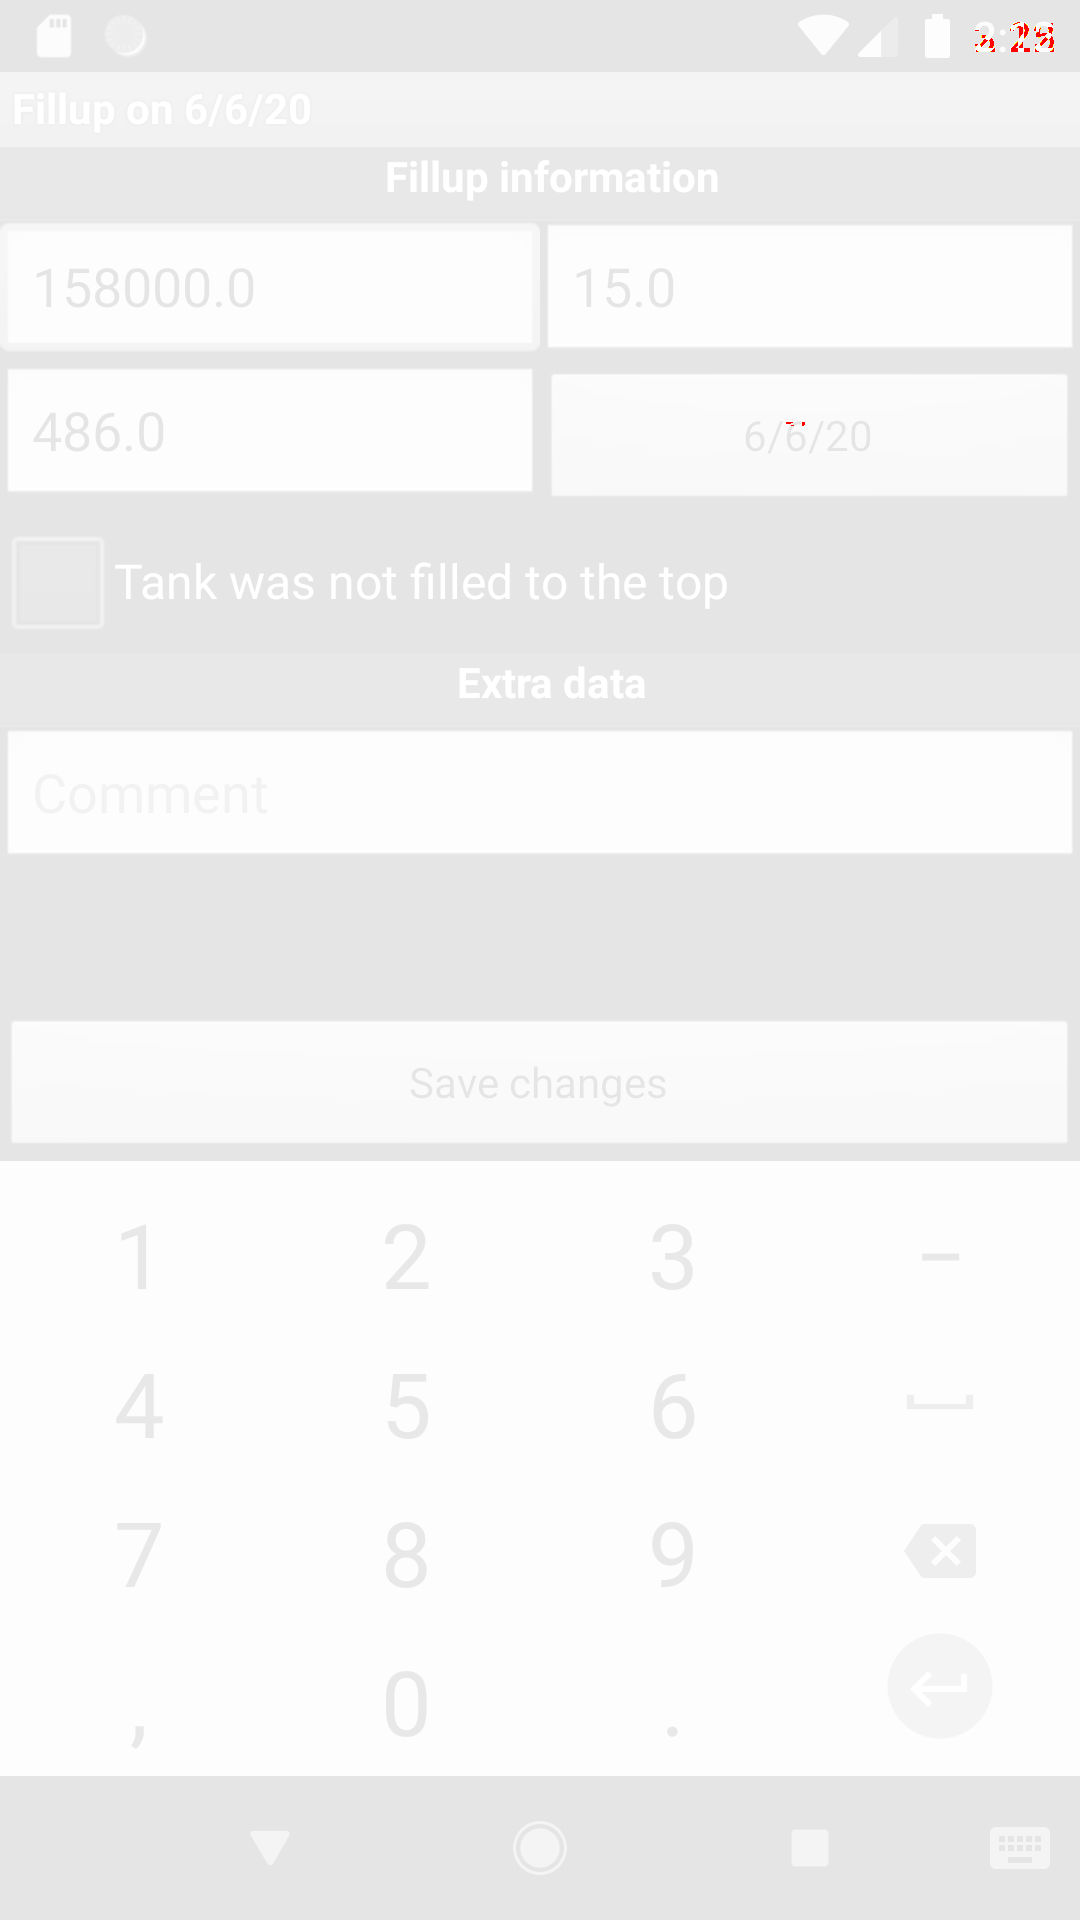 Fillup on 6/6/20
Fillup information
158000.0 15.0
486.0 6/6/20
Tank was not filled to the top
Extra data
Comment
Save changes
1 2 3 –
4 5 6
7 8 9
, 0 .